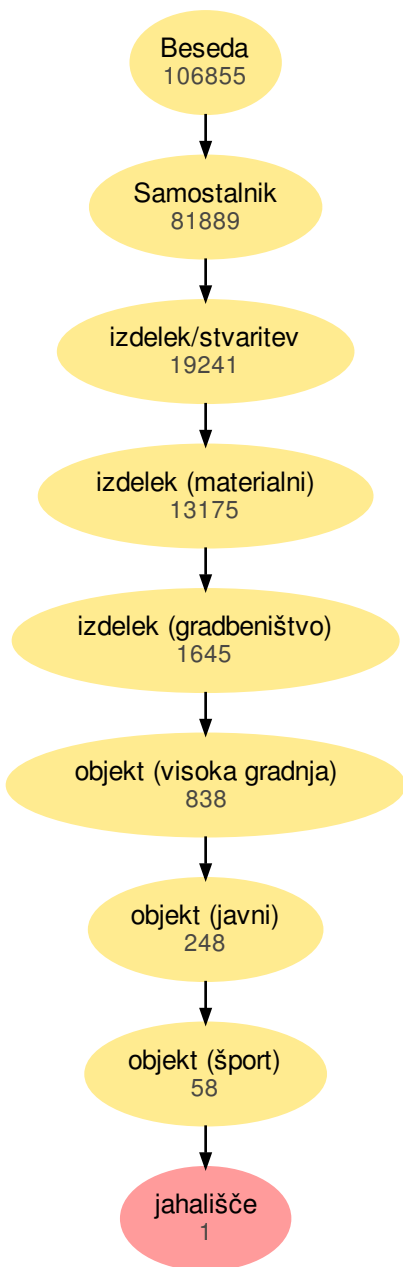 Beseda
106855
Samostalnik
81889
izdelek/stvaritev
19241
izdelek (materialni)
13175
izdelek (gradbeništvo)
1645
objekt (visoka gradnja)
838
objekt (javni)
248
objekt (šport)
58
jahališče
1